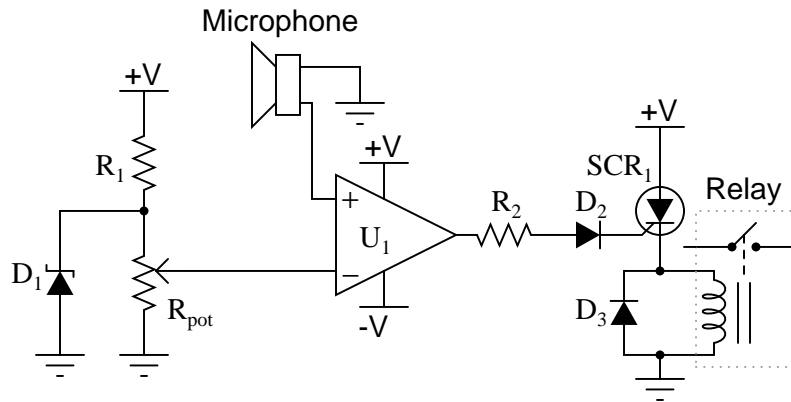 Microphone
+V
R1
D1
Rpot
+V
+
U1
−
-V
R2
D2
+V
SCR1
Relay
D3